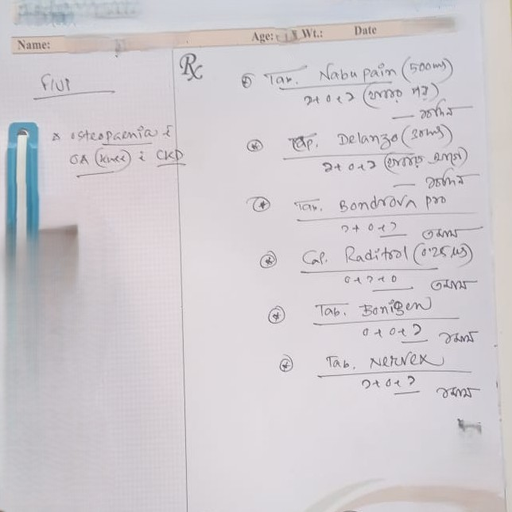 Name:
Age:
Wt.:
Date
Rx
Osteopaenia
OA (knee) CKD
Tab. Nabupain (500mg)
১+০+১ (খাবার পর)
Cap. Delanzo (30mg)
১+০+১ (খাবার আগে)
Tab. Bondrova pro
১+০+১
Cap. Raditrol (0.25 µg)
০+১+০
Tab. Bonigen
০+০+১
Tab. Nervex
১+০+১